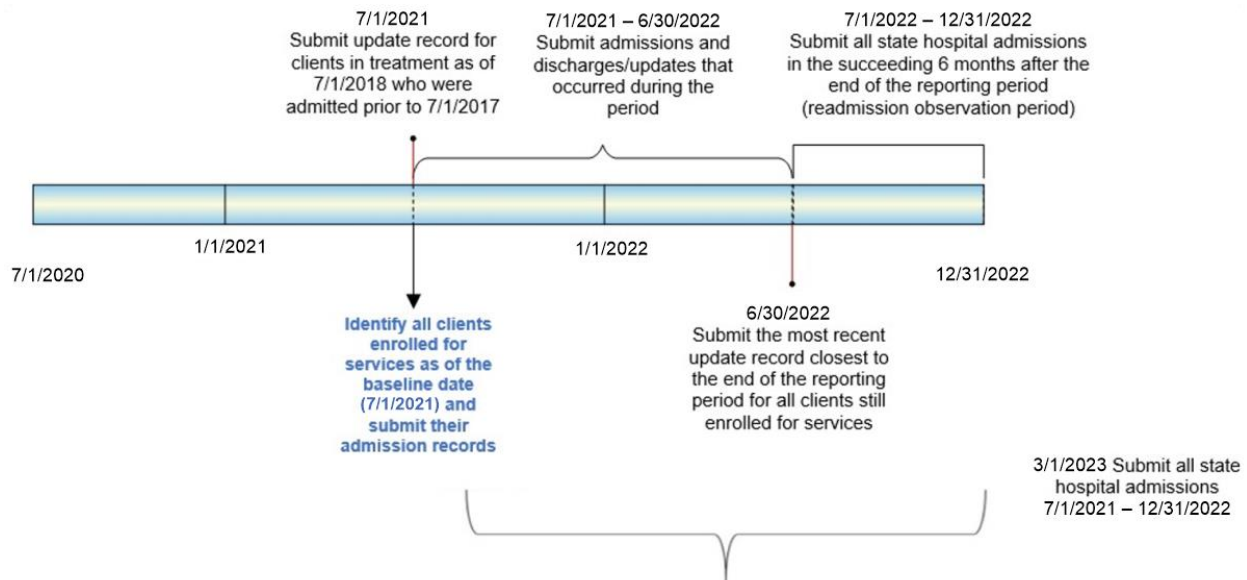 7/1/2021
Submit update record for
clients in treatment as of
7/1/2018 who were
admitted prior to 7/1/2017
7/1/2021 – 6/30/2022
Submit admissions and
discharges/updates that
occurred during the
period
7/1/2022 – 12/31/2022
Submit all state hospital admissions
in the succeeding 6 months after the
end of the reporting period
(readmission observation period)
1/1/2021
1/1/2022
7/1/2020
12/31/2022
Identify all clients
enrolled for
services as of the
baseline date
(7/1/2021) and
submit their
admission records
6/30/2022
Submit the most recent
update record closest to
the end of the reporting
period for all clients still
enrolled for services
3/1/2023 Submit all state
hospital admissions
7/1/2021 – 12/31/2022